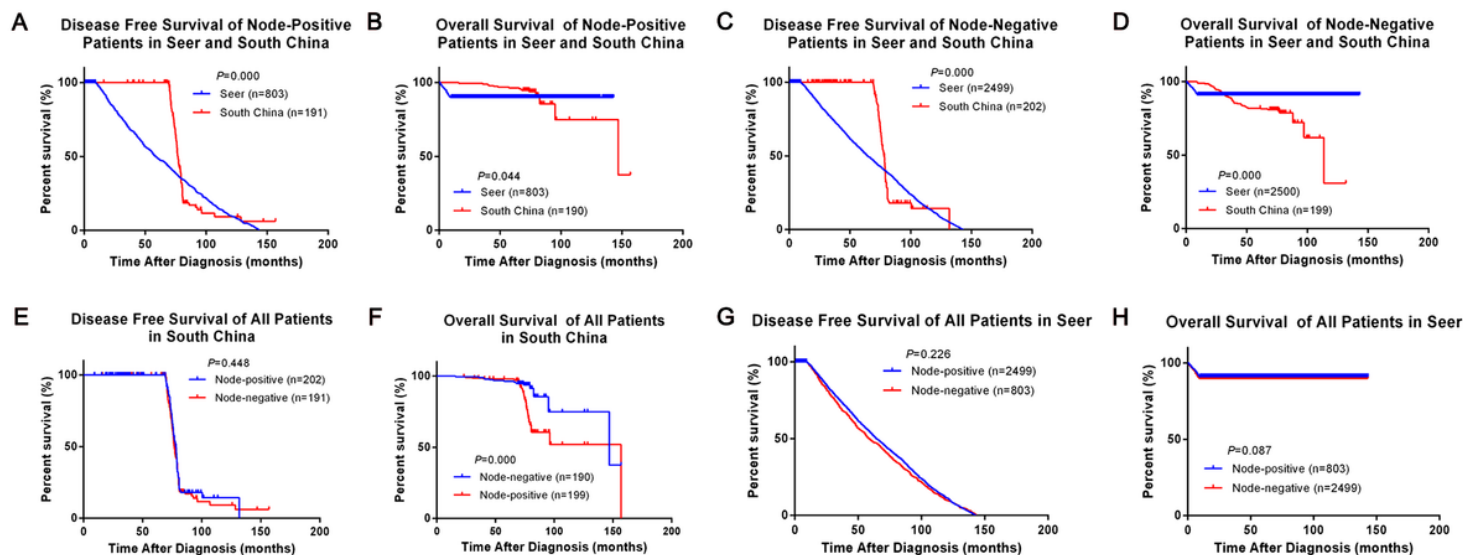 A
Disease Free Survival of Node-Positive
Patients in Seer and South China
P=0.000
Seer (n=803)
South China (n=191)
Percent survival (%)
100
50
0
0 50 100 150 200
Time After Diagnosis (months)
B
Overall Survival of Node-Positive
Patients in Seer and South China
P=0.044
Seer (n=803)
South China (n=190)
Percent survival (%)
100
50
0
0 50 100 150 200
Time After Diagnosis (months)
C
Disease Free Survival of Node-Negative
Patients in Seer and South China
P=0.000
Seer (n=2499)
South China (n=202)
Percent survival (%)
100
50
0
0 50 100 150 200
Time After Diagnosis (months)
D
Overall Survival of Node-Negative
Patients in Seer and South China
P=0.000
Seer (n=2500)
South China (n=199)
Percent survival (%)
100
50
0
0 50 100 150 200
Time After Diagnosis (months)
E
Disease Free Survival of All Patients
in South China
P=0.448
Node-positive (n=202)
Node-negative (n=191)
Percent survival (%)
100
50
0
0 50 100 150 200
Time After Diagnosis (months)
F
Overall Survival of All Patients
in South China
P=0.000
Node-negative (n=190)
Node-positive (n=199)
Percent survival (%)
100
50
0
0 50 100 150 200
Time After Diagnosis (months)
G
Disease Free Survival of All Patients in Seer
P=0.226
Node-positive (n=2499)
Node-negative (n=803)
Percent survival (%)
100
50
0
0 50 100 150 200
Time After Diagnosis (months)
H
Overall Survival of All Patients in Seer
P=0.087
Node-positive (n=803)
Node-negative (n=2499)
Percent survival (%)
100
50
0
0 50 100 150 200
Time After Diagnosis (months)